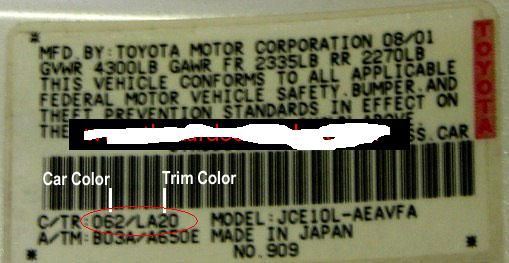 MFD. BY: TOYOTA MOTOR CORPORATION 08/01
GVWR 4300LB GAWR FR 2335LB RR 2270LB
THIS VEHICLE CONFORMS TO ALL APPLICABLE
FEDERAL MOTOR VEHICLE SAFETY, BUMPER, AND
THEFT PREVENTION STANDARDS IN EFFECT ON
THE
SS. CAR
TOYOTA
Car Color Trim Color
C/TR: 062/LA20 MODEL: JCE10L-AEAVFA
A/TM: B03A/A650E MADE IN JAPAN
NO. 909